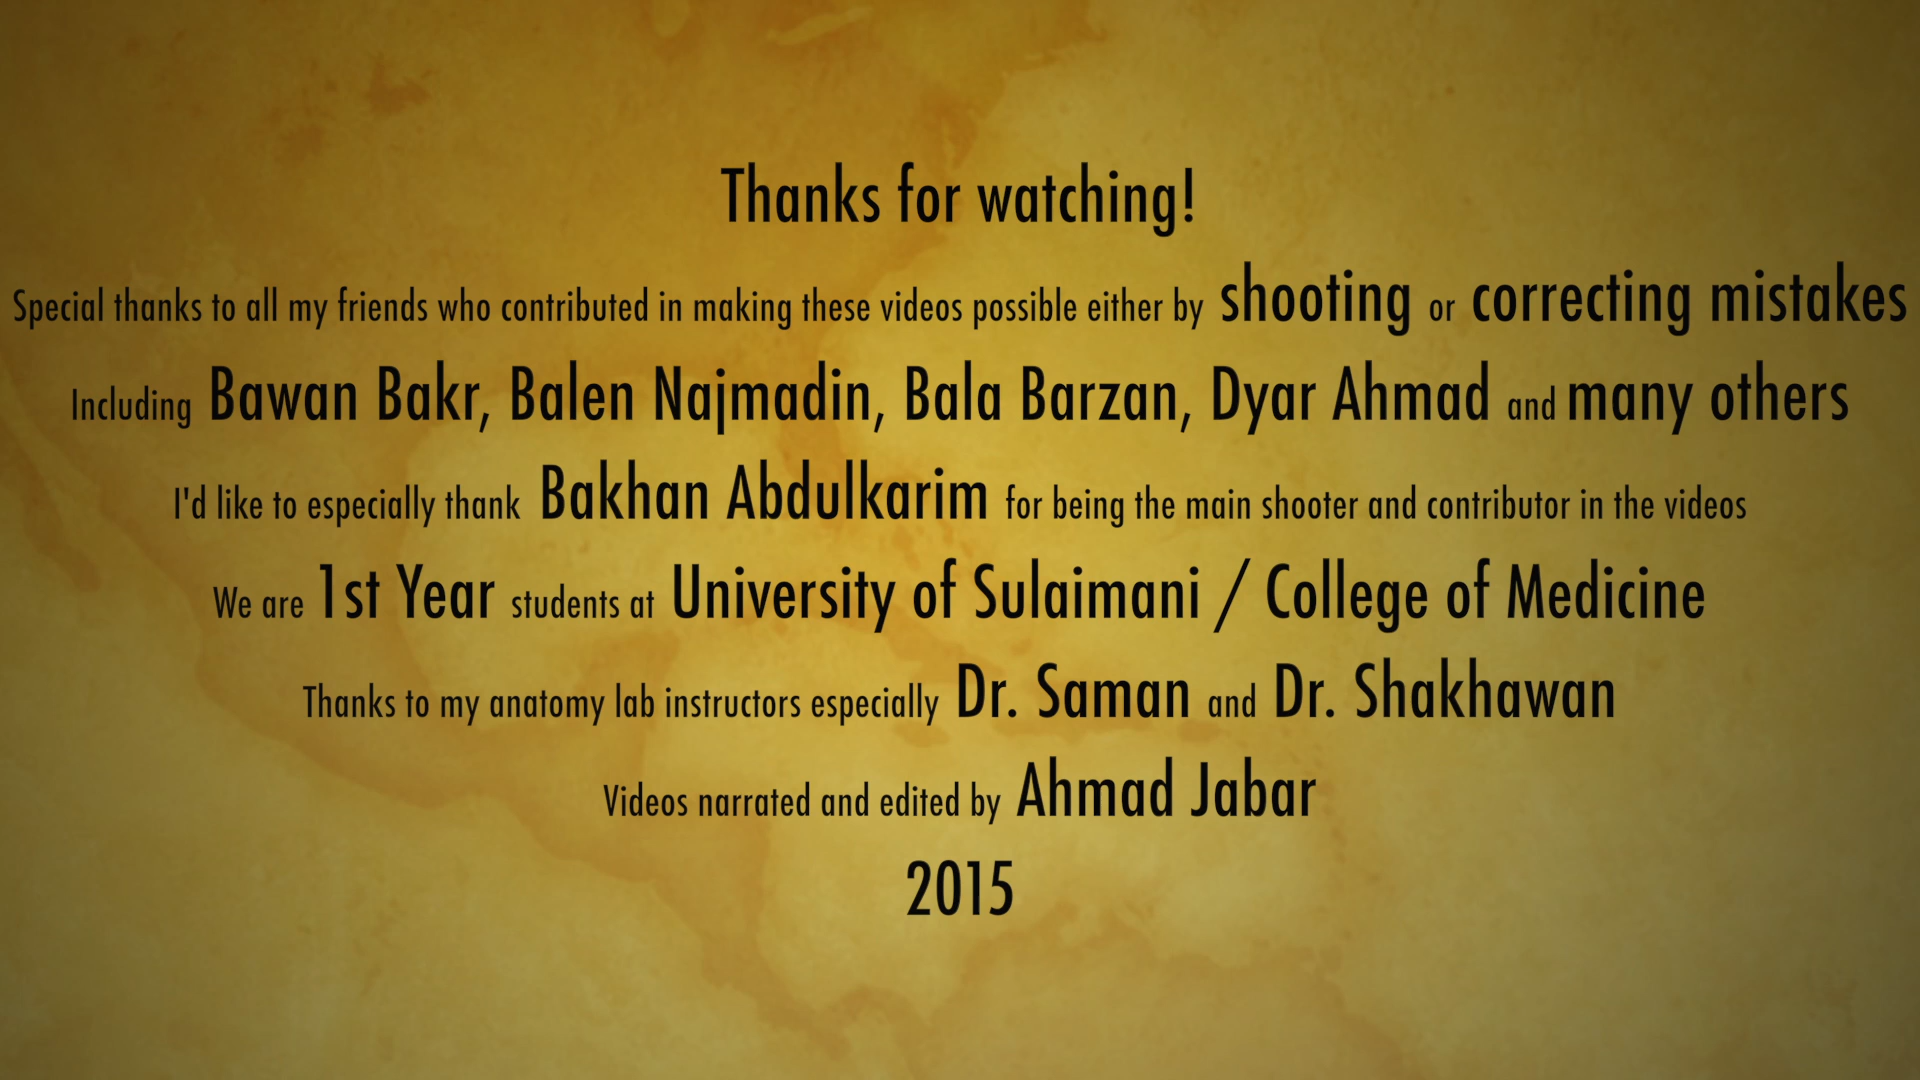 Thanks for watching!
Special thanks to all my friends who contributed in making these videos possible either by shooting or correcting mistakes
Including Bawan Bakr, Balen Najmadin, Bala Barzan, Dyar Ahmad and many others
I'd like to especially thank Bakhan Abdulkarim for being the main shooter and contributor in the videos
We are 1st Year students at University of Sulaimani / College of Medicine
Thanks to my anatomy lab instructors especially Dr. Saman and Dr. Shakhawan
Videos narrated and edited by Ahmad Jabar
2015